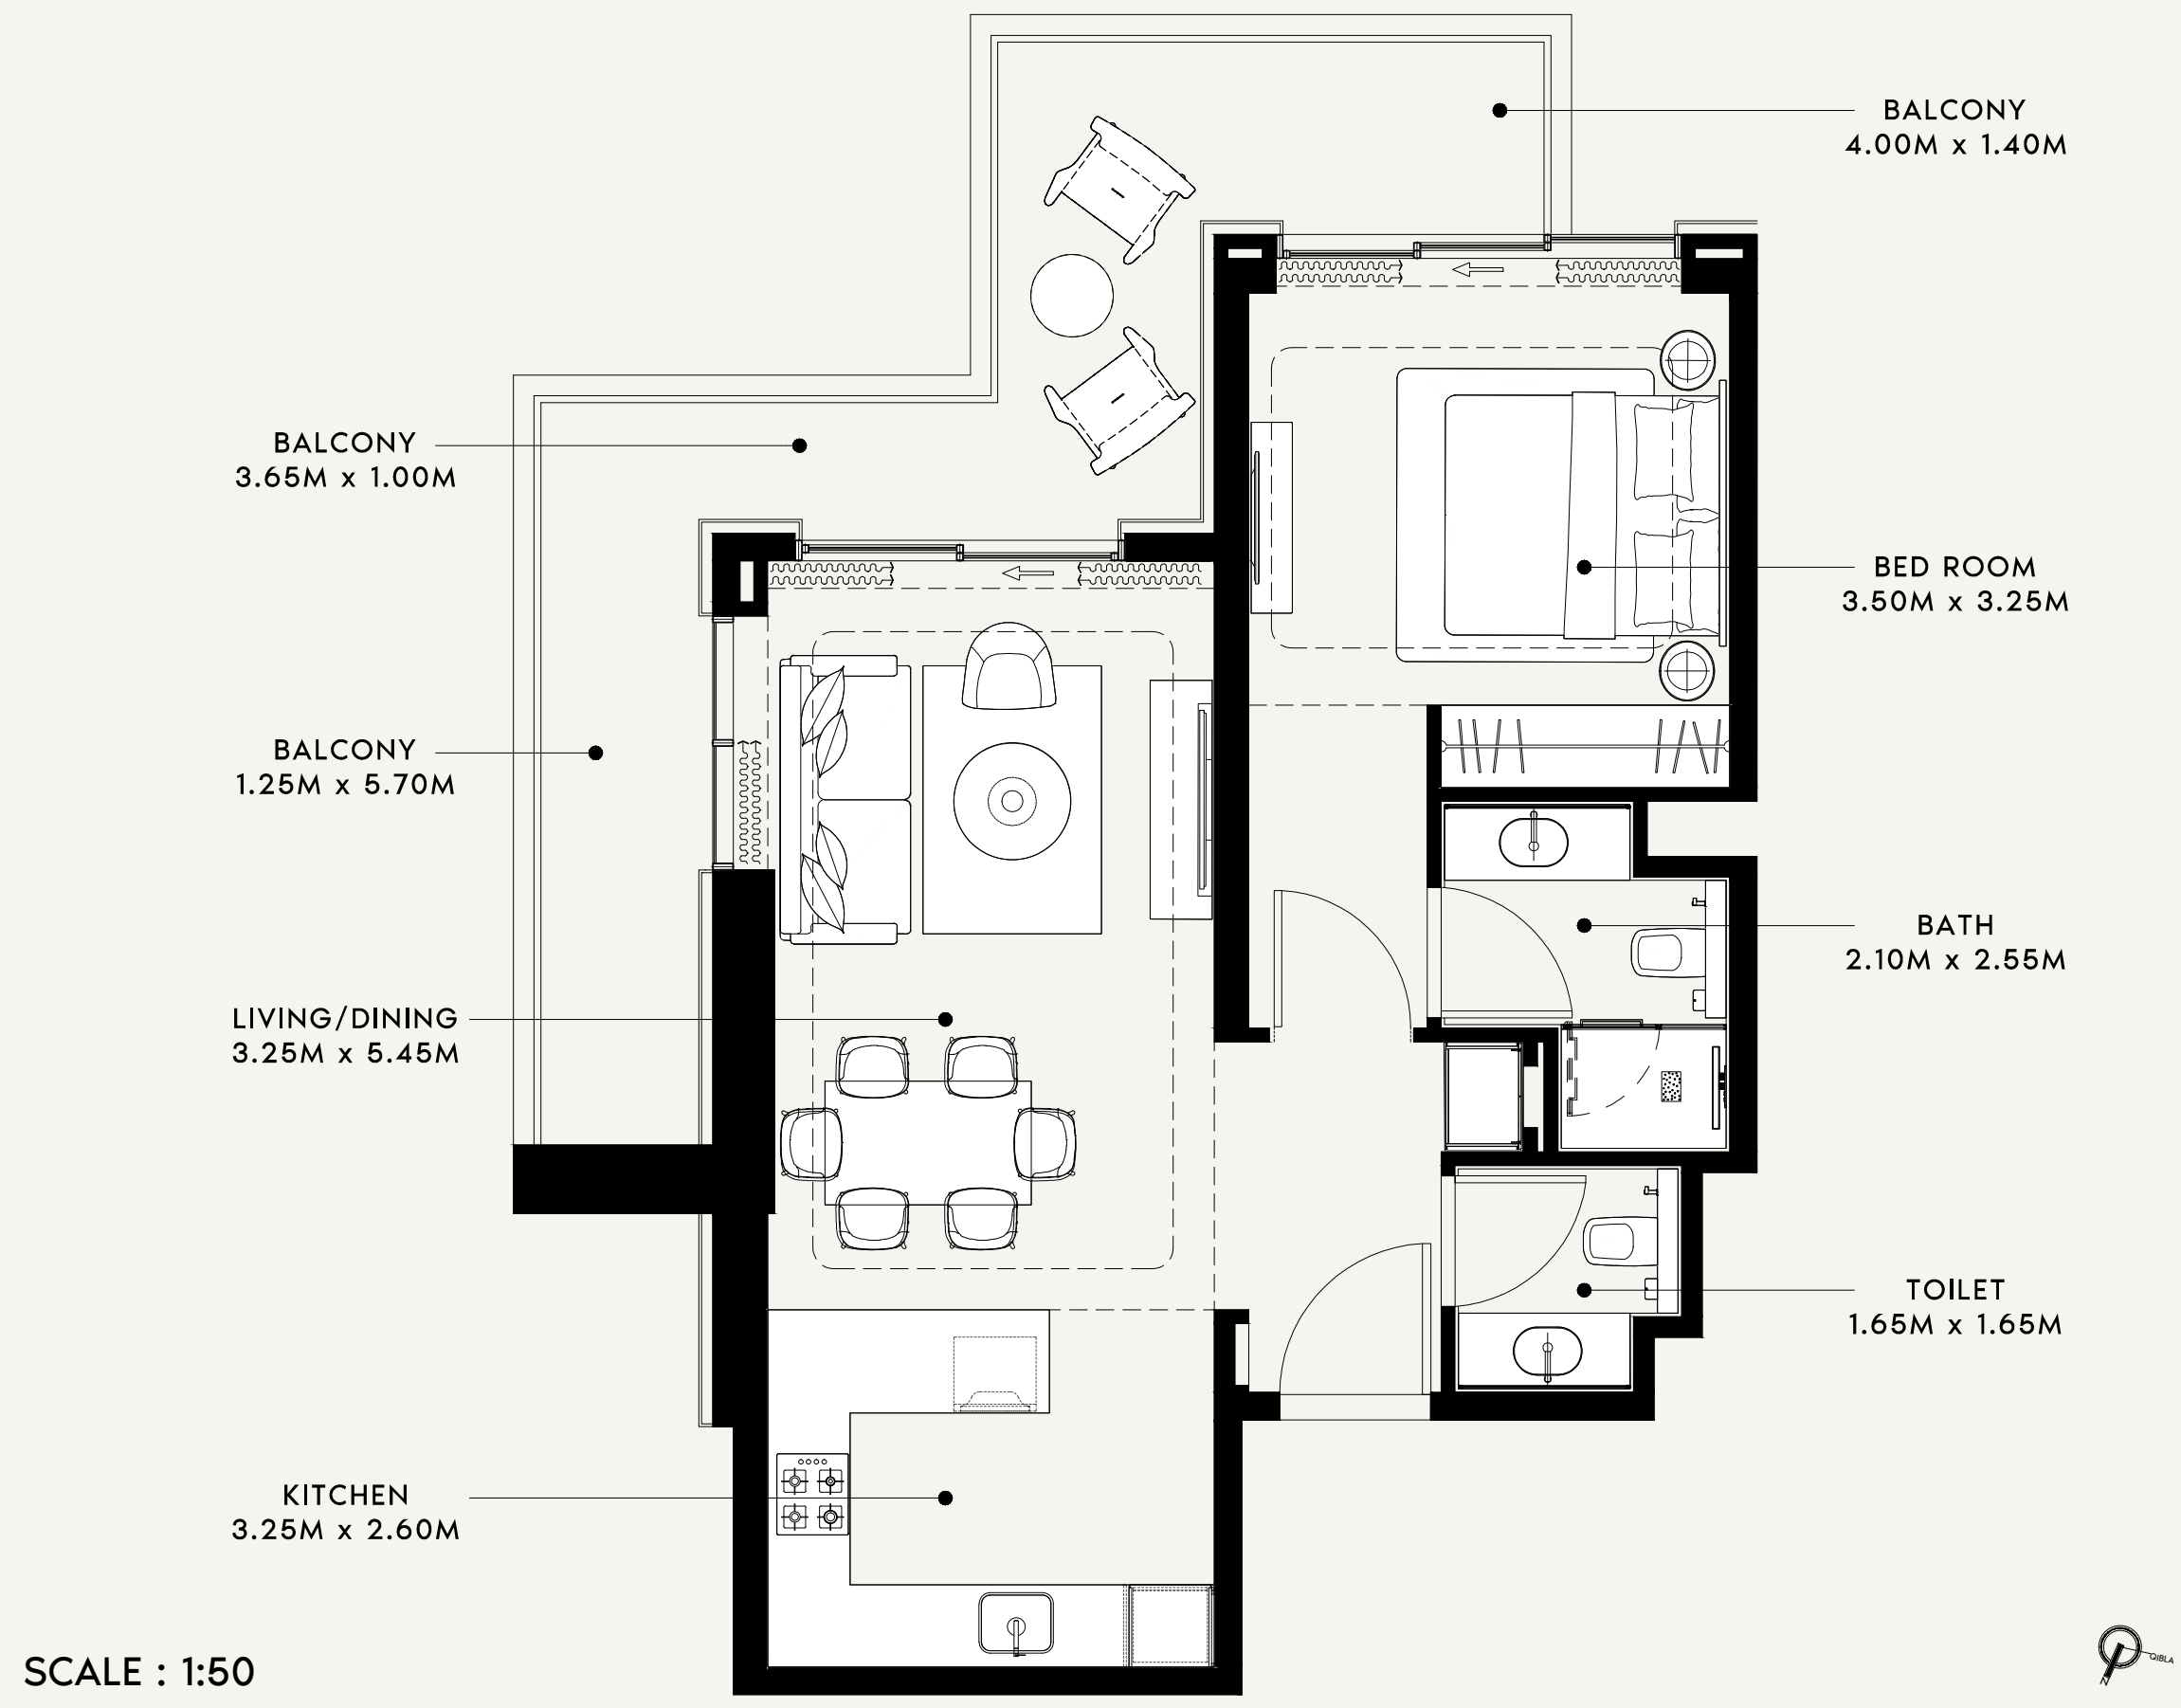 BALCONY
4.00M x 1.40M
BALCONY
3.65M x 1.00M
BED ROOM
3.50M x 3.25M
BALCONY
1.25M x 5.70M
BATH
2.10M x 2.55M
LIVING/DINING
3.25M x 5.45M
TOILET
1.65M x 1.65M
KITCHEN
3.25M x 2.60M
SCALE : 1:50
QIBLA
N